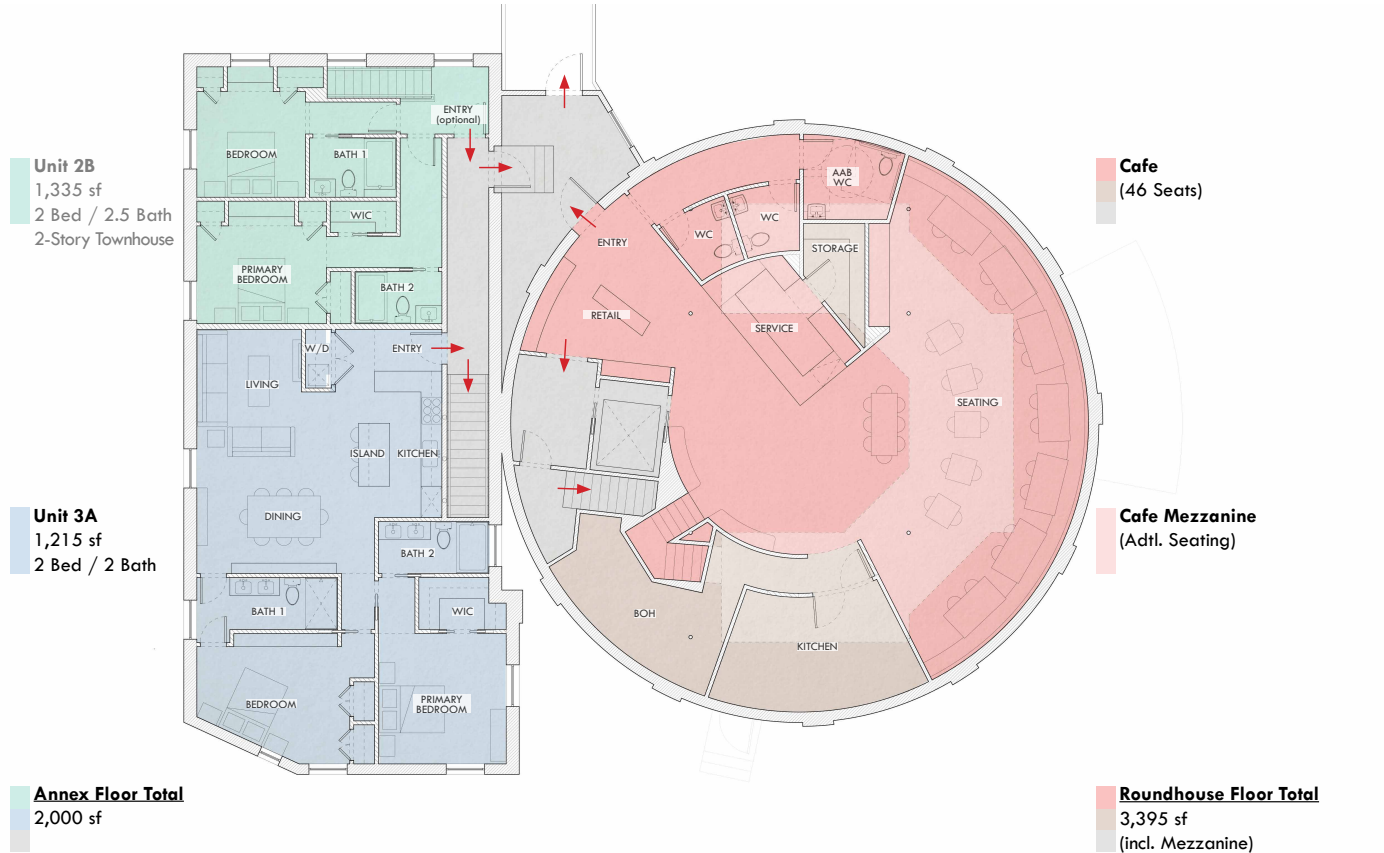 Unit 2B
1,335 sf
2 Bed / 2.5 Bath
2-Story Townhouse
Unit 3A
1,215 sf
2 Bed / 2 Bath
Annex Floor Total
2,000 sf
BEDROOM
BATH 1
ENTRY
(optional)
WIC
PRIMARY
BEDROOM
BATH 2
W/D
ENTRY
LIVING
ISLAND
KITCHEN
DINING
BATH 2
BATH 1
WIC
BEDROOM
PRIMARY
BEDROOM
AAB
WC
WC
WC
ENTRY
STORAGE
RETAIL
SERVICE
SEATING
BOH
KITCHEN
Cafe
(46 Seats)
Cafe Mezzanine
(Adtl. Seating)
Roundhouse Floor Total
3,395 sf
(incl. Mezzanine)